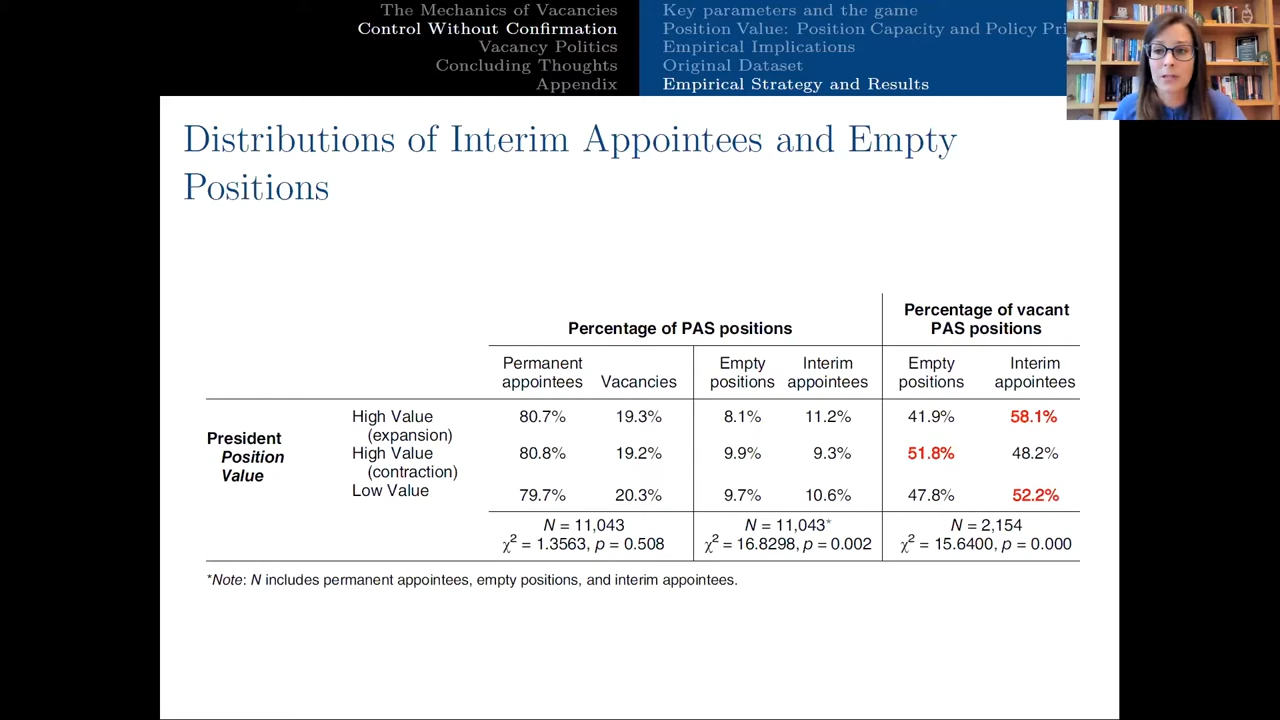 The Mechanics of Vacancies
Control Without Confirmation
Vacancy Politics
Concluding Thoughts
Appendix
Key parameters and the game
Position Value: Position Capacity and Policy Pri
Empirical Implications
Original Dataset
Empirical Strategy and Results
Distributions of Interim Appointees and Empty
Positions
Percentage of PAS positions
Percentage of vacant
PAS positions
Permanent appointees
Vacancies
Empty positions
Interim appointees
Empty positions
Interim appointees
President
Position
Value
High Value
(expansion)
80.7% 19.3% 8.1% 11.2% 41.9% 58.1%
High Value
(contraction)
80.8% 19.2% 9.9% 9.3% 51.8% 48.2%
Low Value
79.7% 20.3% 9.7% 10.6% 47.8% 52.2%
N = 11,043
χ² = 1.3563, p = 0.508
N = 11,043*
χ² = 16.8298, p = 0.002
N = 2,154
χ² = 15.6400, p = 0.000
*Note: N includes permanent appointees, empty positions, and interim appointees.